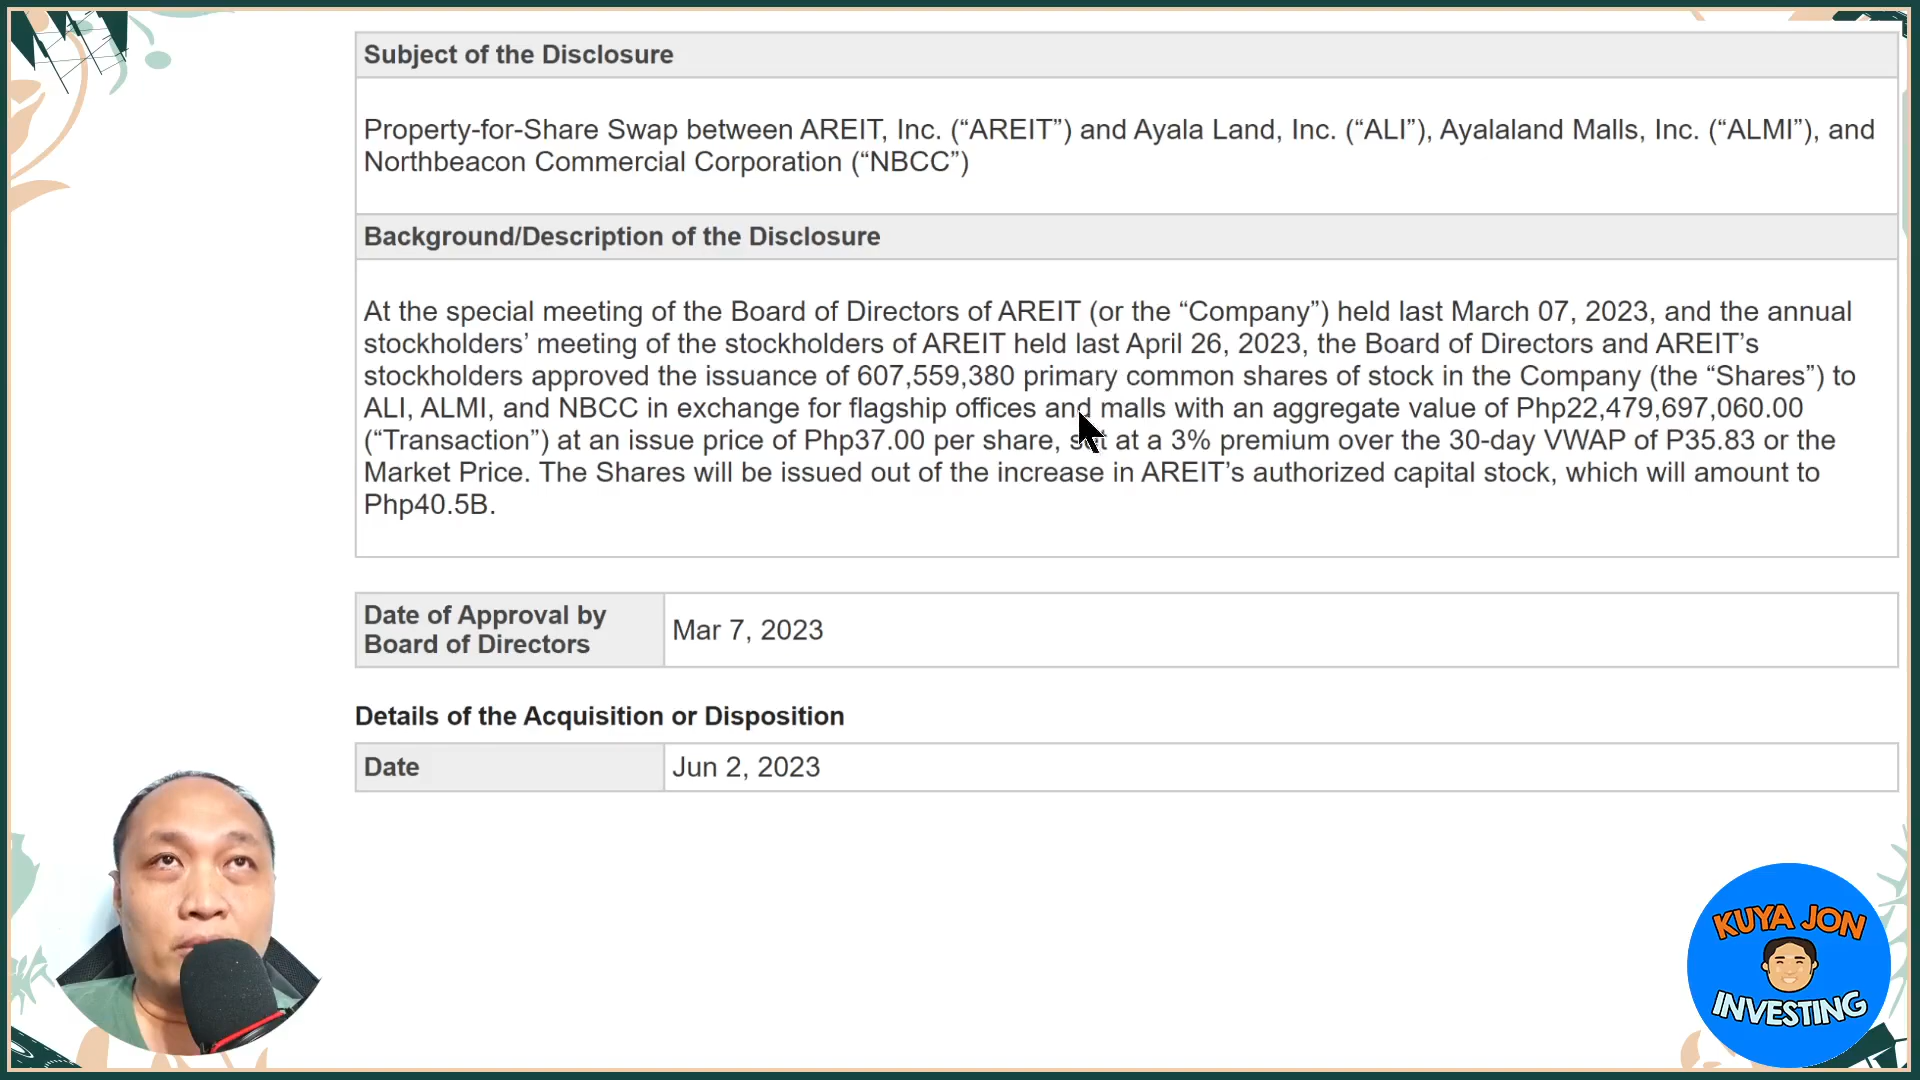 Subject of the Disclosure
Property-for-Share Swap between AREIT, Inc. (“AREIT”) and Ayala Land, Inc. (“ALI”), Ayalaland Malls, Inc. (“ALMI”), and
Northbeacon Commercial Corporation (“NBCC”)
Background/Description of the Disclosure
At the special meeting of the Board of Directors of AREIT (or the “Company”) held last March 07, 2023, and the annual
stockholders’ meeting of the stockholders of AREIT held last April 26, 2023, the Board of Directors and AREIT’s
stockholders approved the issuance of 607,559,380 primary common shares of stock in the Company (the “Shares”) to
ALI, ALMI, and NBCC in exchange for flagship offices and malls with an aggregate value of Php22,479,697,060.00
(“Transaction”) at an issue price of Php37.00 per share, set at a 3% premium over the 30-day VWAP of P35.83 or the
Market Price. The Shares will be issued out of the increase in AREIT’s authorized capital stock, which will amount to
Php40.5B.
Date of Approval by
Board of Directors
Mar 7, 2023
Details of the Acquisition or Disposition
Date
Jun 2, 2023
KUYA JON
INVESTING